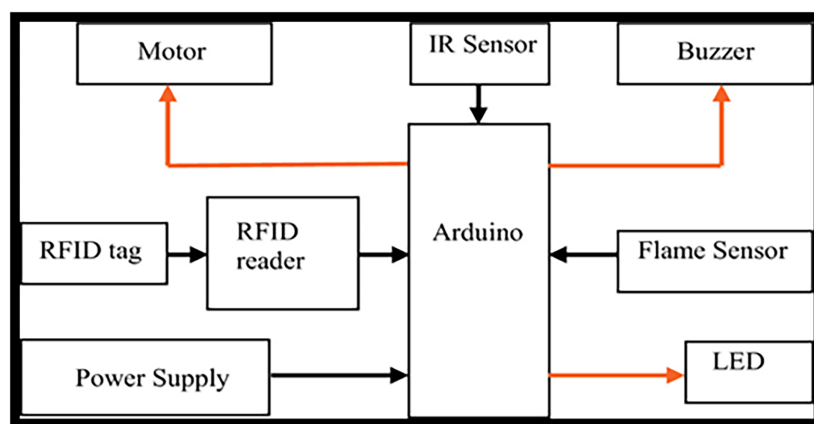 Motor
IR Sensor
Buzzer
RFID tag
RFID
reader
Arduino
Flame Sensor
Power Supply
LED